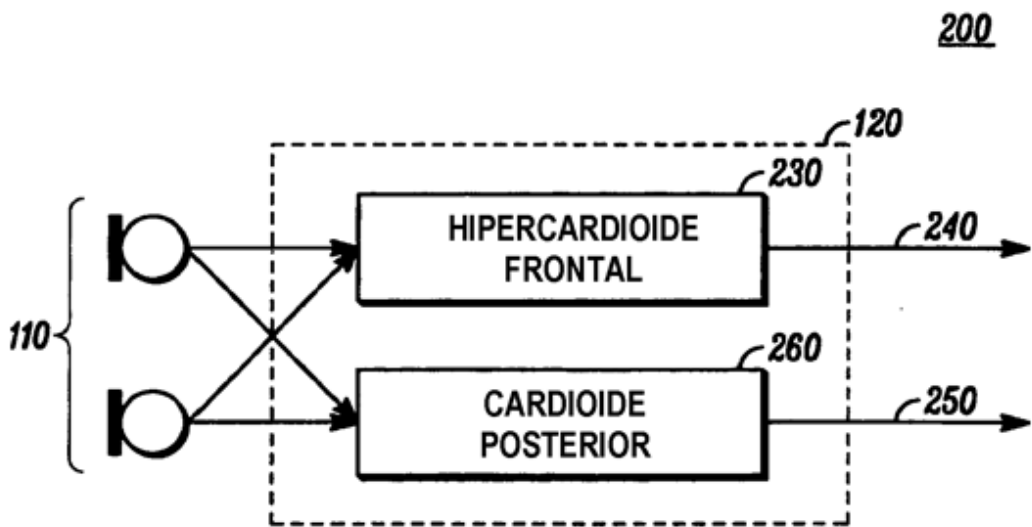 200
120
230
HIPERCARDIOIDE
FRONTAL
240
110
260
CARDIOIDE
POSTERIOR
250